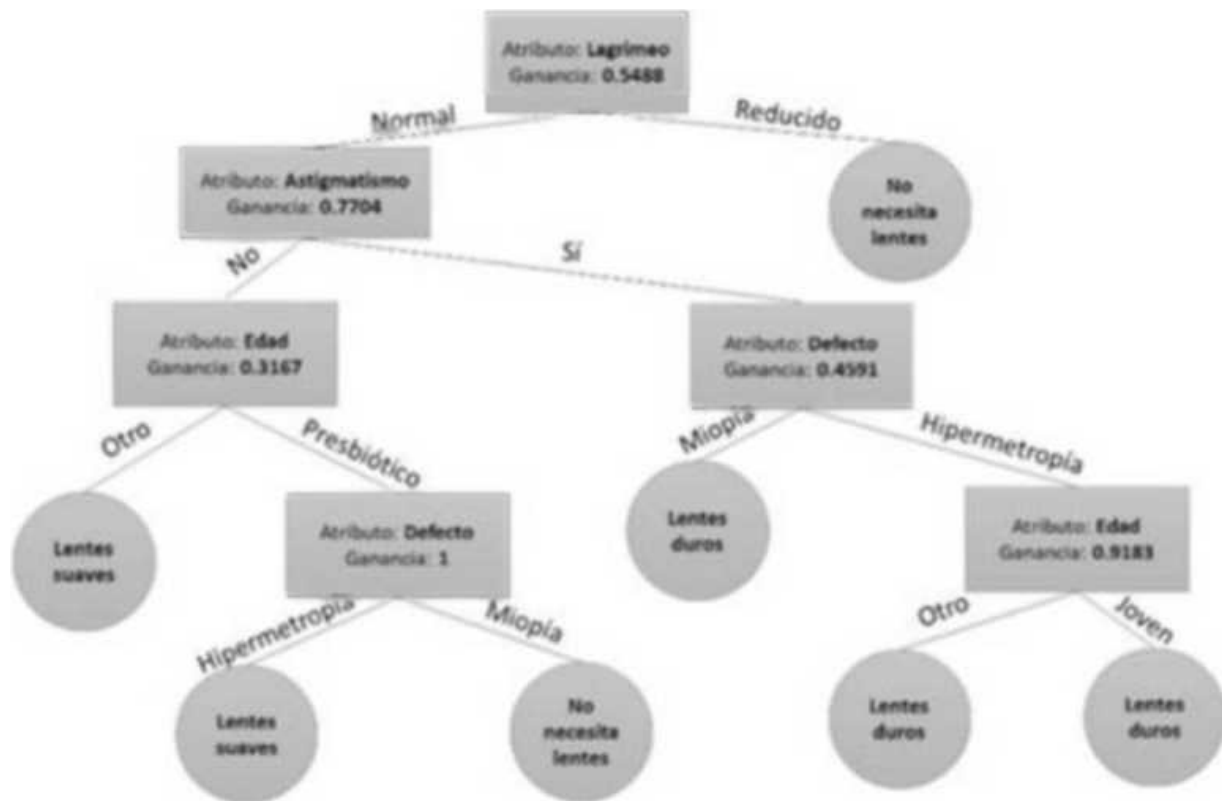 Atributo: Lagrimeo
Ganancia: 0.5488
Normal
Reducido
Atributo: Astigmatismo
Ganancia: 0.7704
No
necesita
lentes
No
Sí
Atributo: Edad
Ganancia: 0.3167
Atributo: Defecto
Ganancia: 0.4591
Otro
Presbiótico
Miopía
Hipermetropía
Lentes
suaves
Atributo: Defecto
Ganancia: 1
Lentes
duros
Atributo: Edad
Ganancia: 0.9183
Hipermetropía
Miopía
Otro
Joven
Lentes
suaves
No
necesita
lentes
Lentes
duros
Lentes
duros